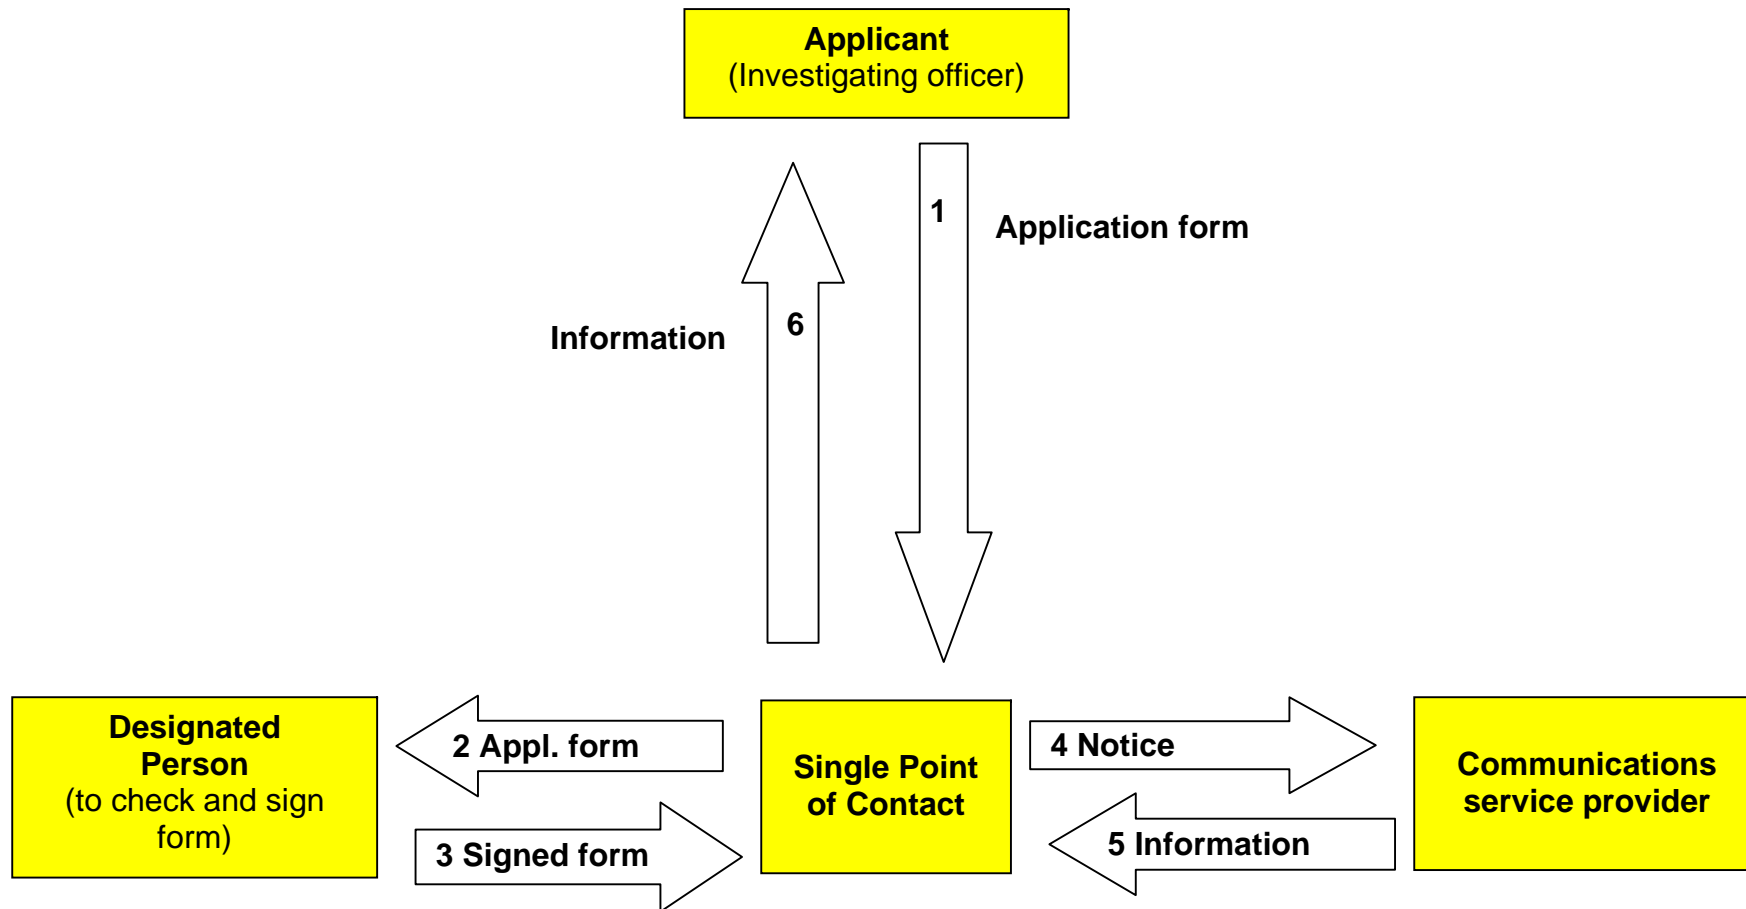 Applicant
(Investigating officer)
1
Application form
6
Information
Designated
Person
(to check and sign
form)
2 Appl. form
3 Signed form
Single Point
of Contact
4 Notice
5 Information
Communications
service provider